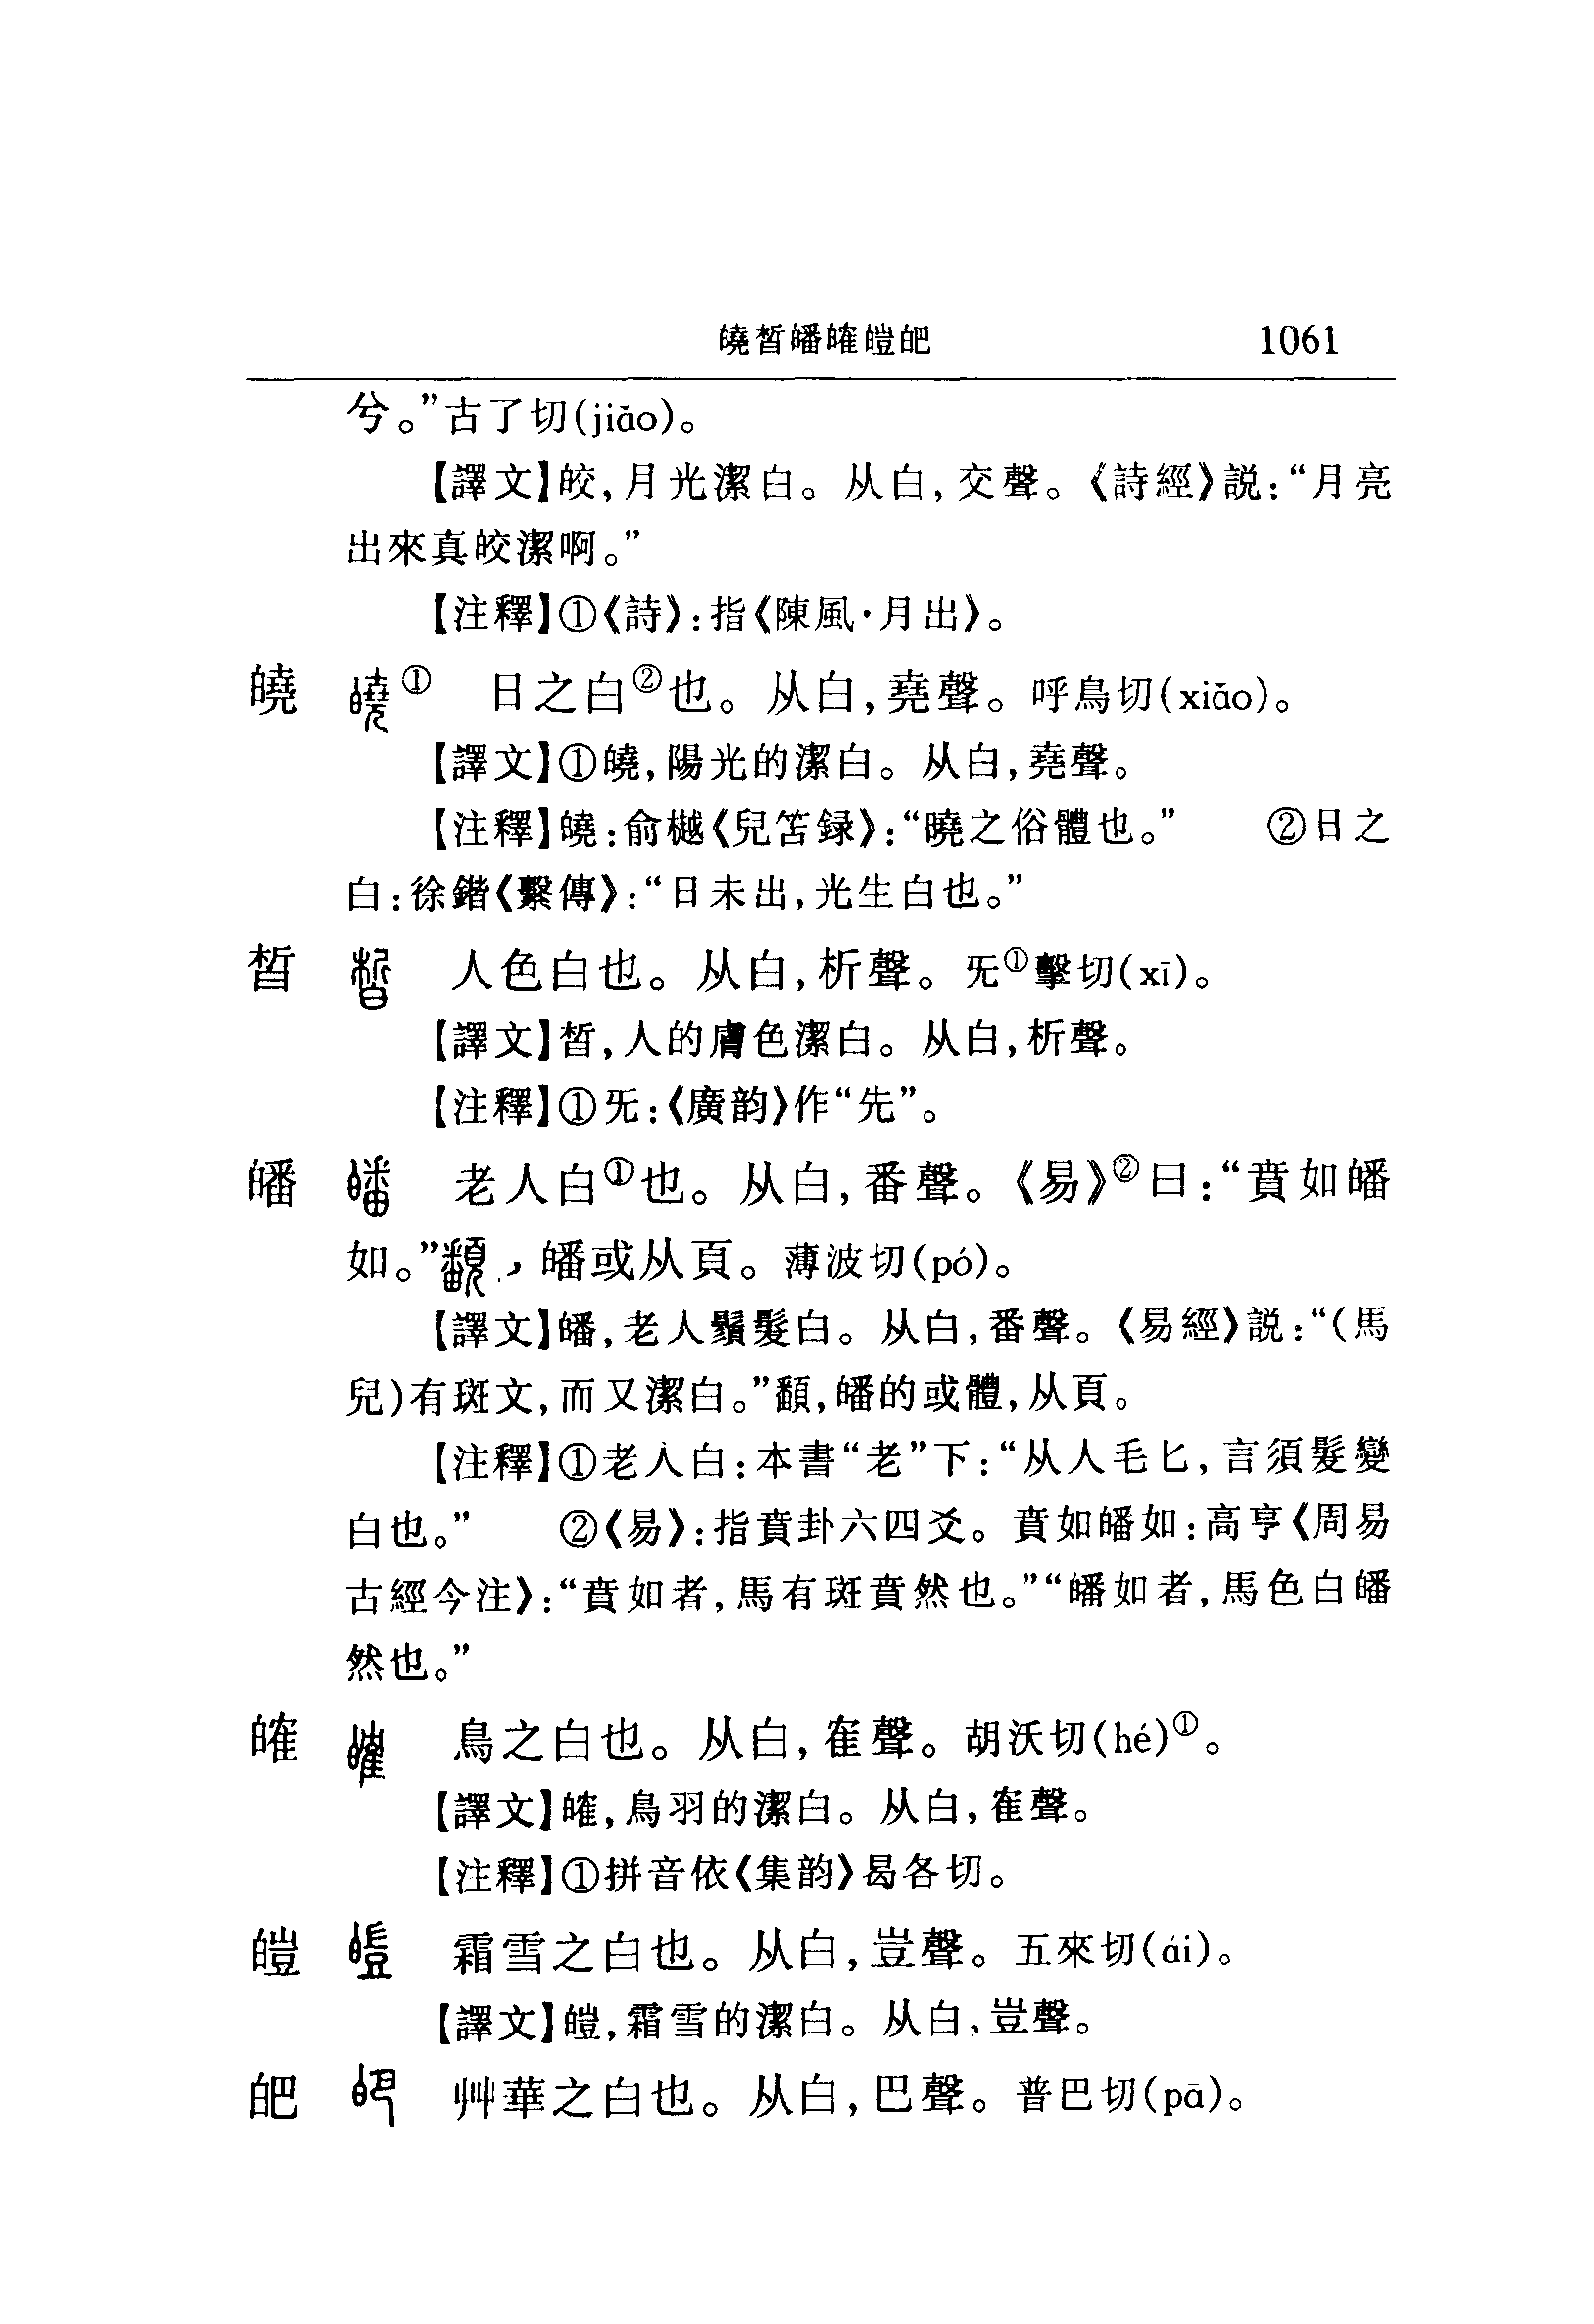 皢皙皤㿥皚皅 1061
兮。”古了切(jiǎo)。
【譯文】皎,月光潔白。从白,交聲。《詩經》説:“月亮
出來真皎潔啊。”
【注釋】①《詩》:指《陳風·月出》。
皢 ① 日之白②也。从白,堯聲。呼鳥切(xiǎo)。
【譯文】①皢,陽光的潔白。从白,堯聲。
【注釋】皢:俞樾《兒笘録》:“曉之俗體也。” ②日之
白:徐鍇《繫傳》:“日未出,光生白也。”
皙 人色白也。从白,析聲。旡①擊切(xī)。
【譯文】皙,人的膚色潔白。从白,析聲。
【注釋】①旡:《廣韵》作“先”。
皤 老人白①也。从白,番聲。《易》②曰:“賁如皤
如。”䪤,皤或从頁。薄波切(pó)。
【譯文】皤,老人鬚髮白。从白,番聲。《易經》説:“(馬
兒)有斑文,而又潔白。”䪤,皤的或體,从頁。
【注釋】①老人白:本書“老”下:“从人毛匕,言須髮變
白也。” ②《易》:指賁卦六四爻。賁如皤如:高亨《周易
古經今注》:“賁如者,馬有斑賁然也。”“皤如者,馬色白皤
然也。”
㿥 鳥之白也。从白,隺聲。胡沃切(hé)①。
【譯文】㿥,鳥羽的潔白。从白,隺聲。
【注釋】①拼音依《集韵》曷各切。
皚 霜雪之白也。从白,豈聲。五來切(ái)。
【譯文】皚,霜雪的潔白。从白,豈聲。
皅 艸華之白也。从白,巴聲。普巴切(pā)。